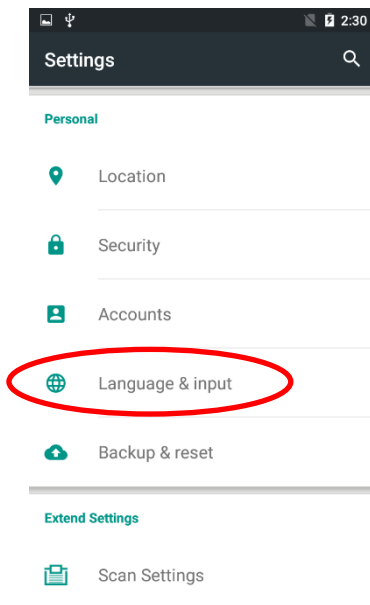 2:30
Settings
Personal
Location
Security
Accounts
Language & input
Backup & reset
Extend Settings
Scan Settings